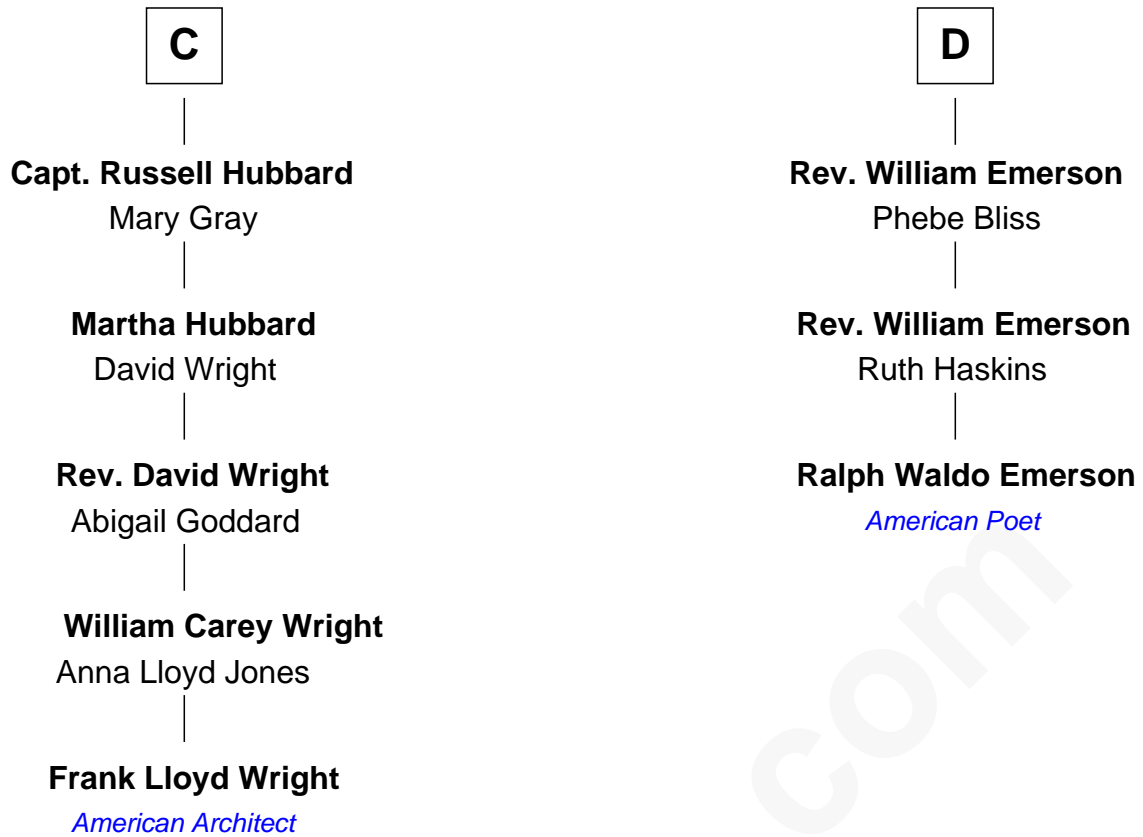 C
Capt. Russell Hubbard
Mary Gray
Martha Hubbard
David Wright
Rev. David Wright
Abigail Goddard
William Carey Wright
Anna Lloyd Jones
Frank Lloyd Wright
American Architect
D
Rev. William Emerson
Phebe Bliss
Rev. William Emerson
Ruth Haskins
Ralph Waldo Emerson
American Poet
com